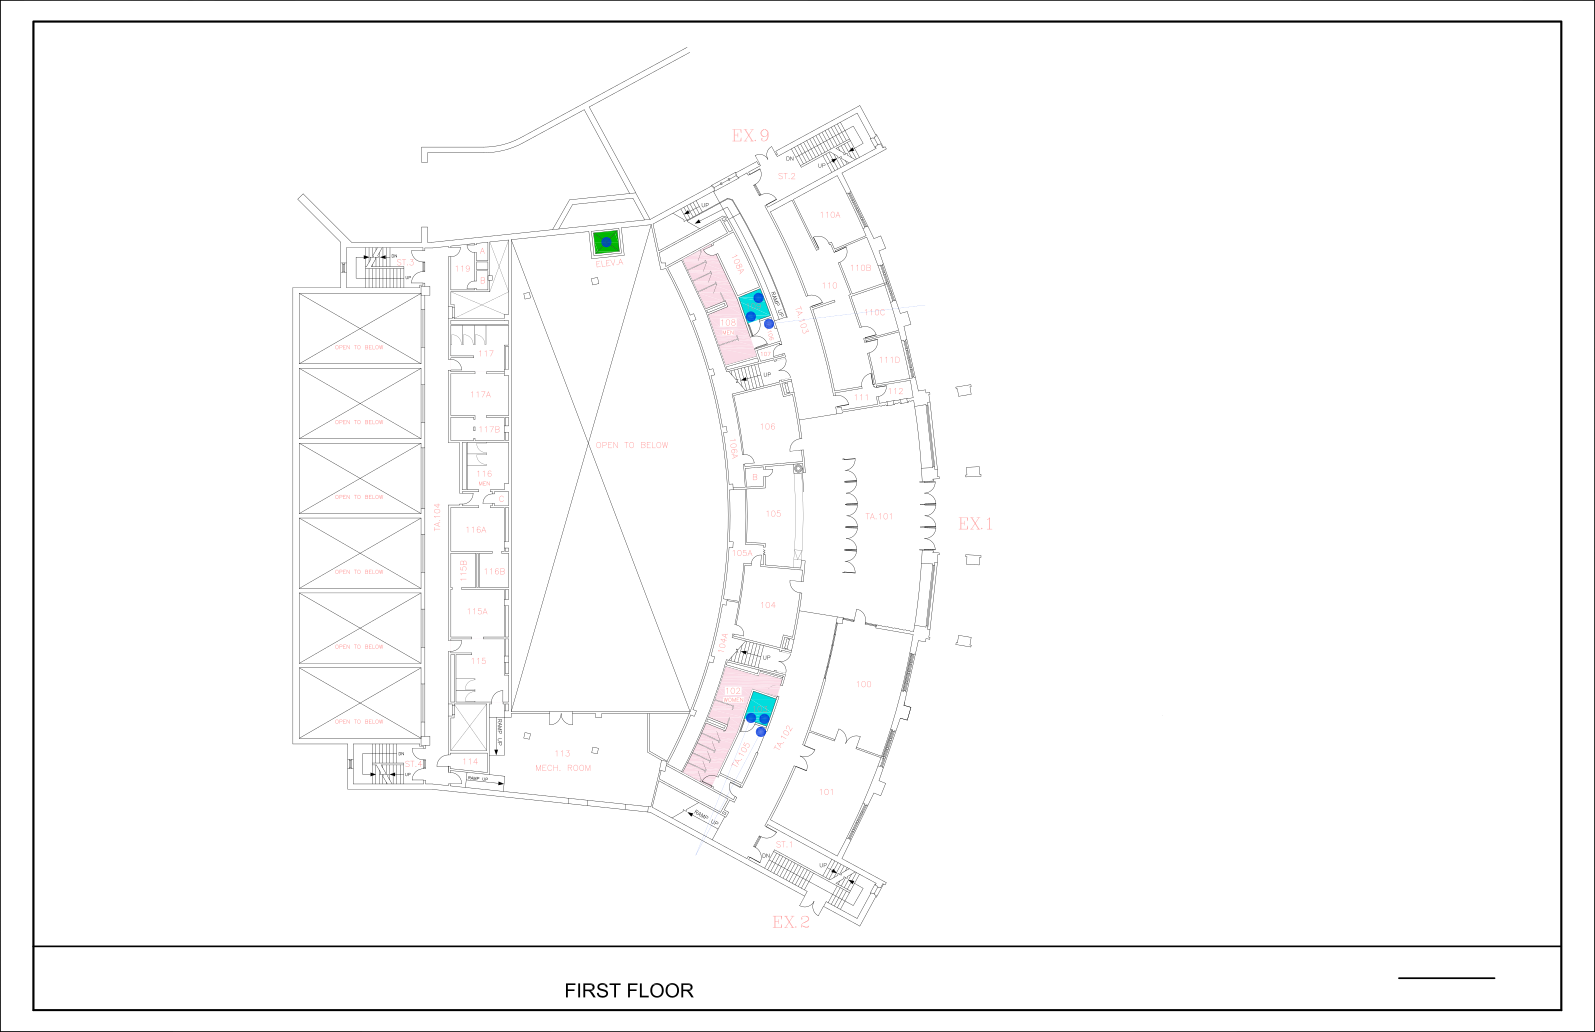 EX.9
DN
UP
ST.2
UP
110A
A
119
B
ST.3
DN
UP
ELEV.A
108A
110B
110
RAMP UP
110C
TA.103
108
MEN
107
OPEN TO BELOW
117
UP
111D
117A
111
112
OPEN TO BELOW
117B
106
OPEN TO BELOW
106A
116
MEN
B
OPEN TO BELOW
C
TA.104
105
TA.101
EX.1
116A
105A
OPEN TO BELOW
115B
116B
115A
104
104A
OPEN TO BELOW
115
UP
102
WOMEN
100
OPEN TO BELOW
RAMP UP
TA.102
TA.105
113
MECH. ROOM
DN
ST.4
UP
114
RAMP UP
101
RAMP UP
ST.1
DN
UP
EX.2
FIRST FLOOR